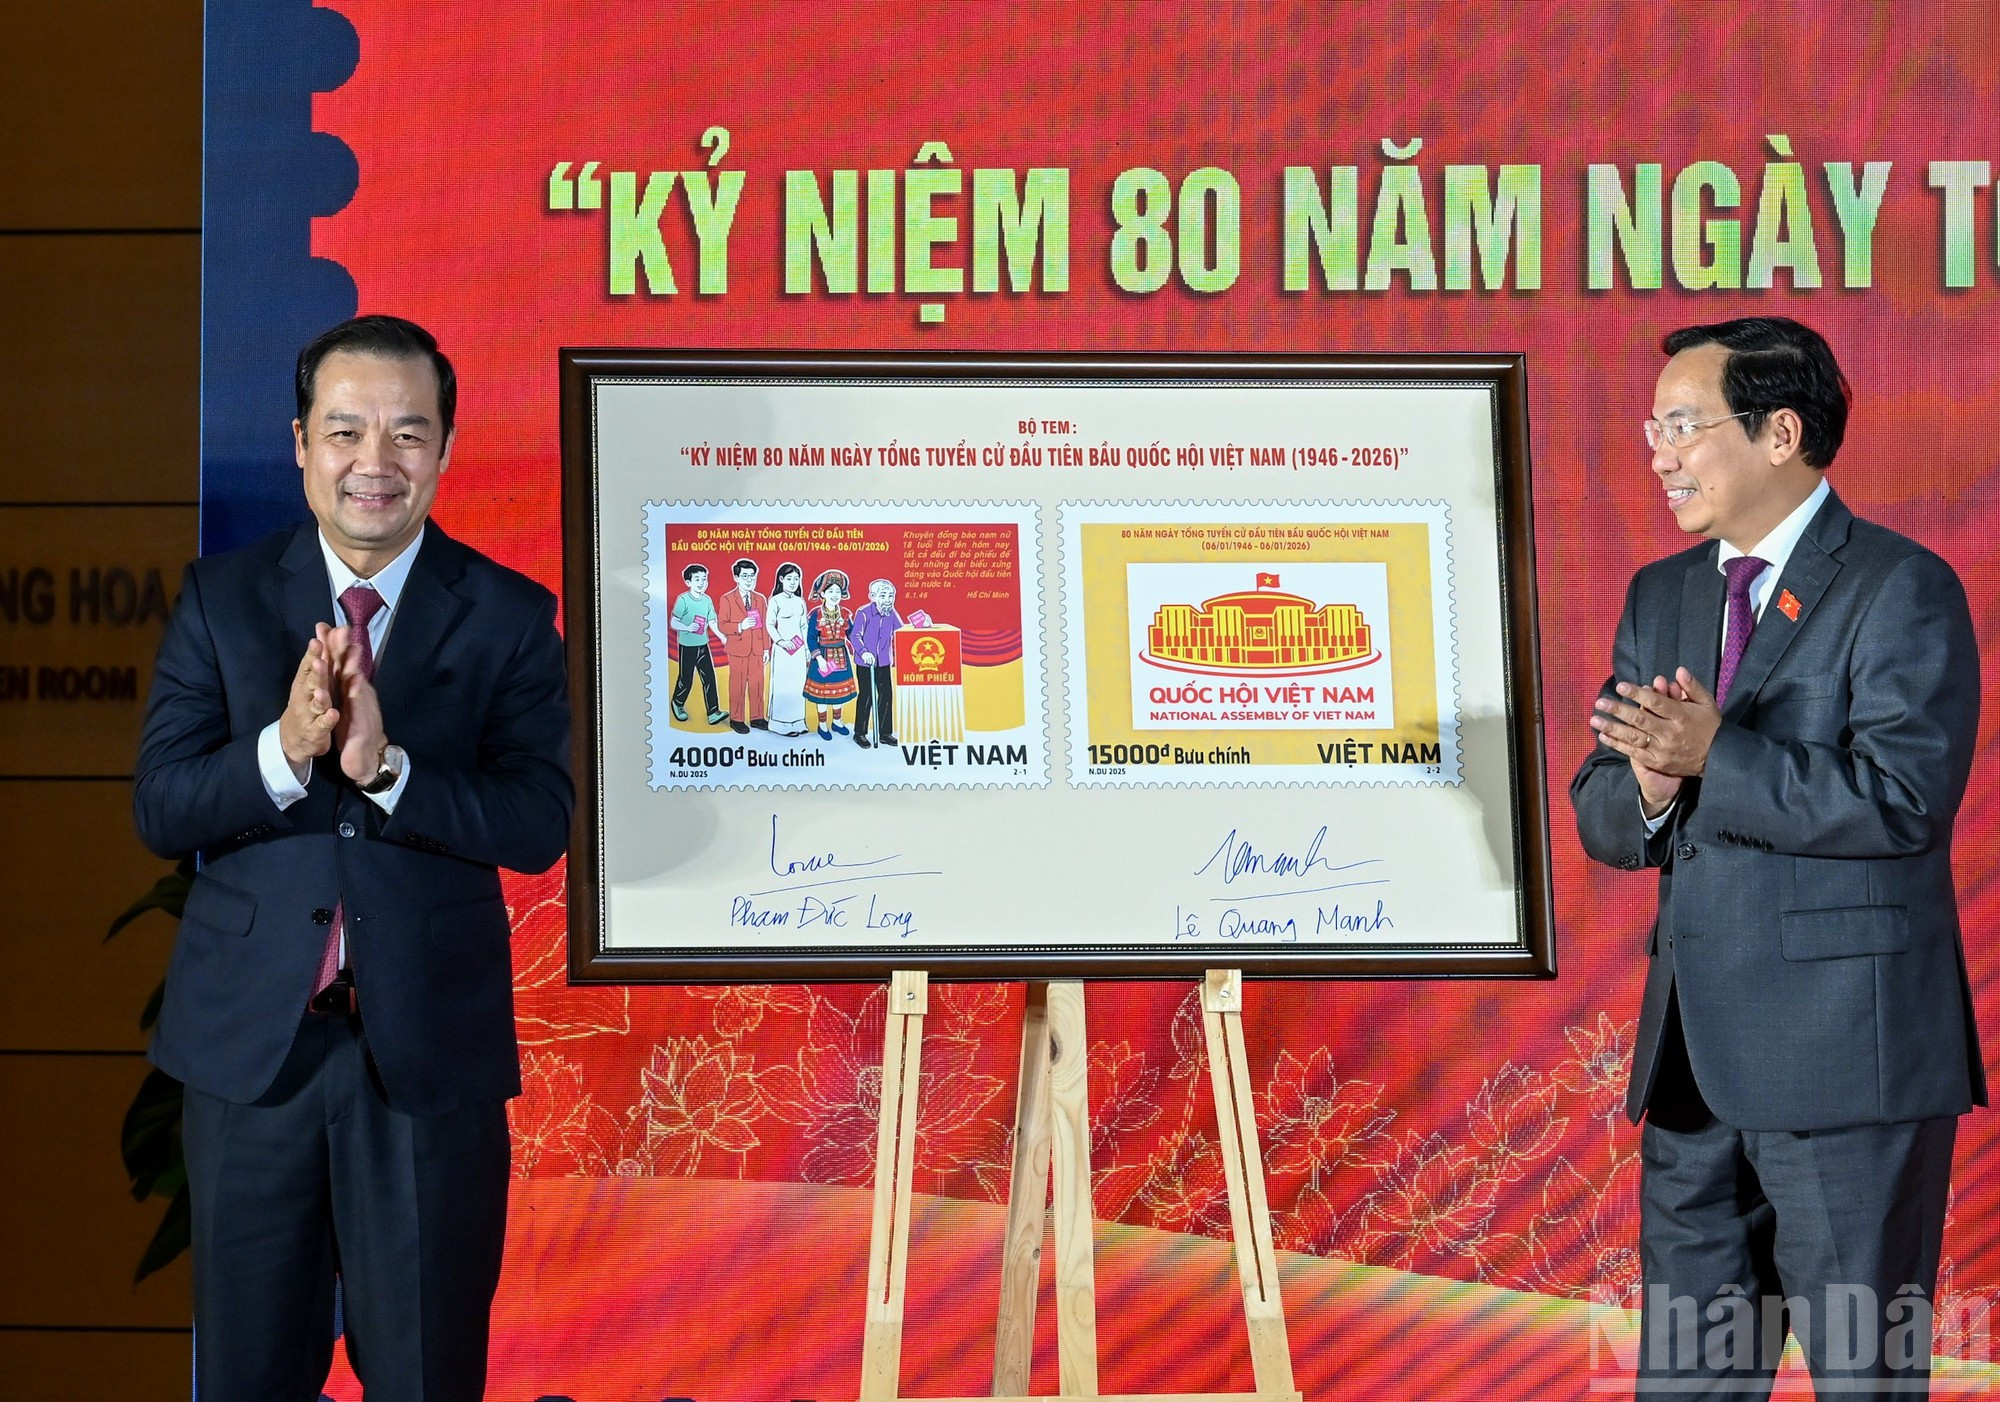 “KỶ NIỆM 80 NĂM NGÀY T
NG HOA
EN ROOM
BỘ TEM:
“KỶ NIỆM 80 NĂM NGÀY TỔNG TUYỂN CỬ ĐẦU TIÊN BẦU QUỐC HỘI VIỆT NAM (1946 - 2026)”
80 NĂM NGÀY TỔNG TUYỂN CỬ ĐẦU TIÊN
BẦU QUỐC HỘI VIỆT NAM (06/01/1946 - 06/01/2026)
Khuyên đồng bào nam nữ
18 tuổi trở lên hôm nay
tất cả đều đi bỏ phiếu để
bầu những đại biểu xứng
đáng vào Quốc hội đầu tiên
của nước ta.
6.1.46 Hồ Chí Minh
HÒM PHIẾU
4000đ Bưu chính VIỆT NAM
N.DU 2025 2-1
80 NĂM NGÀY TỔNG TUYỂN CỬ ĐẦU TIÊN BẦU QUỐC HỘI VIỆT NAM
(06/01/1946 - 06/01/2026)
QUỐC HỘI VIỆT NAM
NATIONAL ASSEMBLY OF VIET NAM
15000đ Bưu chính VIỆT NAM
N.DU 2025 2-2
Phạm Đức Long
Lê Quang Mạnh
NhânDân